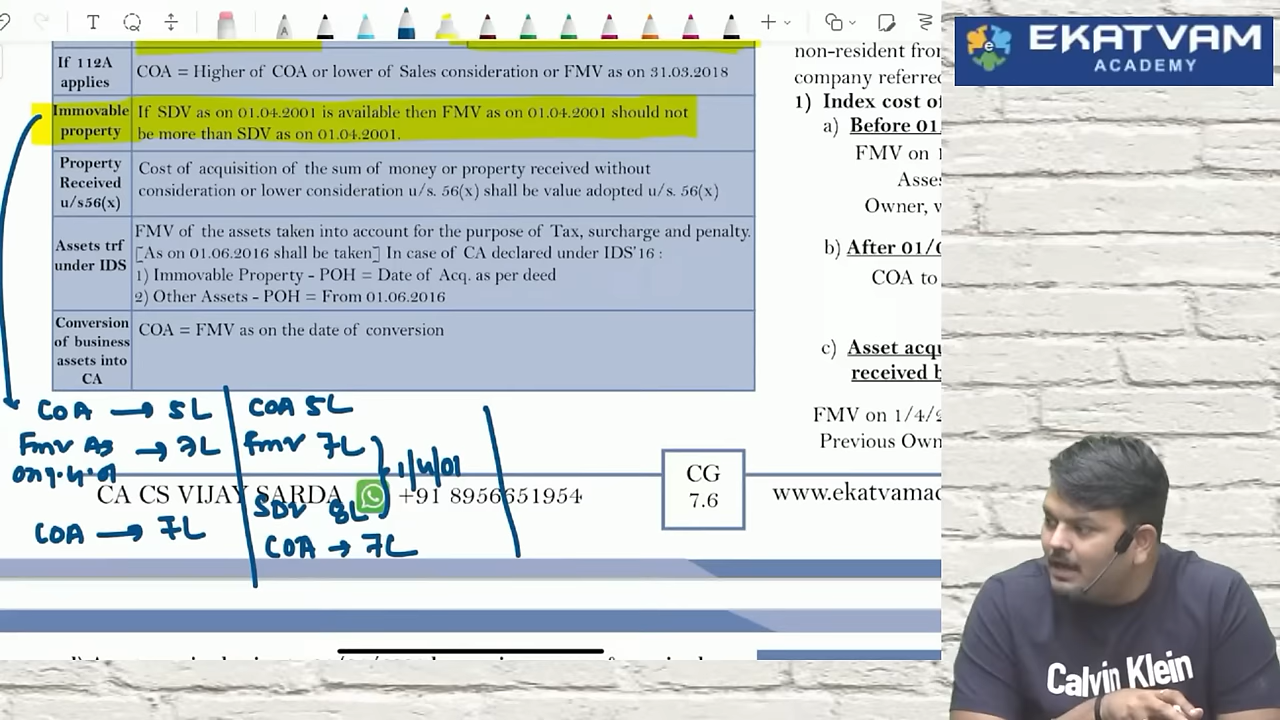 T
If 112A
applies
COA = Higher of COA or lower of Sales consideration or FMV as on 31.03.2018
Immovable
property
If SDV as on 01.04.2001 is available then FMV as on 01.04.2001 should not
be more than SDV as on 01.04.2001.
Property
Received
u/s56(x)
Cost of acquisition of the sum of money or property received without
consideration or lower consideration u/s. 56(x) shall be value adopted u/s. 56(x)
Assets trf
under IDS
FMV of the assets taken into account for the purpose of Tax, surcharge and penalty.
[As on 01.06.2016 shall be taken] In case of CA declared under IDS'16 :
1) Immovable Property - POH = Date of Acq. as per deed
2) Other Assets - POH = From 01.06.2016
Conversion
of business
assets into
CA
COA = FMV as on the date of conversion
COA → 5L
Fmv As → 7L
on 1.4.01
COA → 7L
COA 5L
fmv 7L
1/4/01
SDV 8L
COA → 7L
CA CS VIJAY SARDA +91 8956651954
CG
7.6
www.ekatvamac
non-resident from
company referred
1) Index cost of
a) Before 01
FMV on 1
Asses
Owner, w
b) After 01/0
COA to
c) Asset acqu
received b
FMV on 1/4/2
Previous Own
EKATVAM
ACADEMY
Calvin Klein